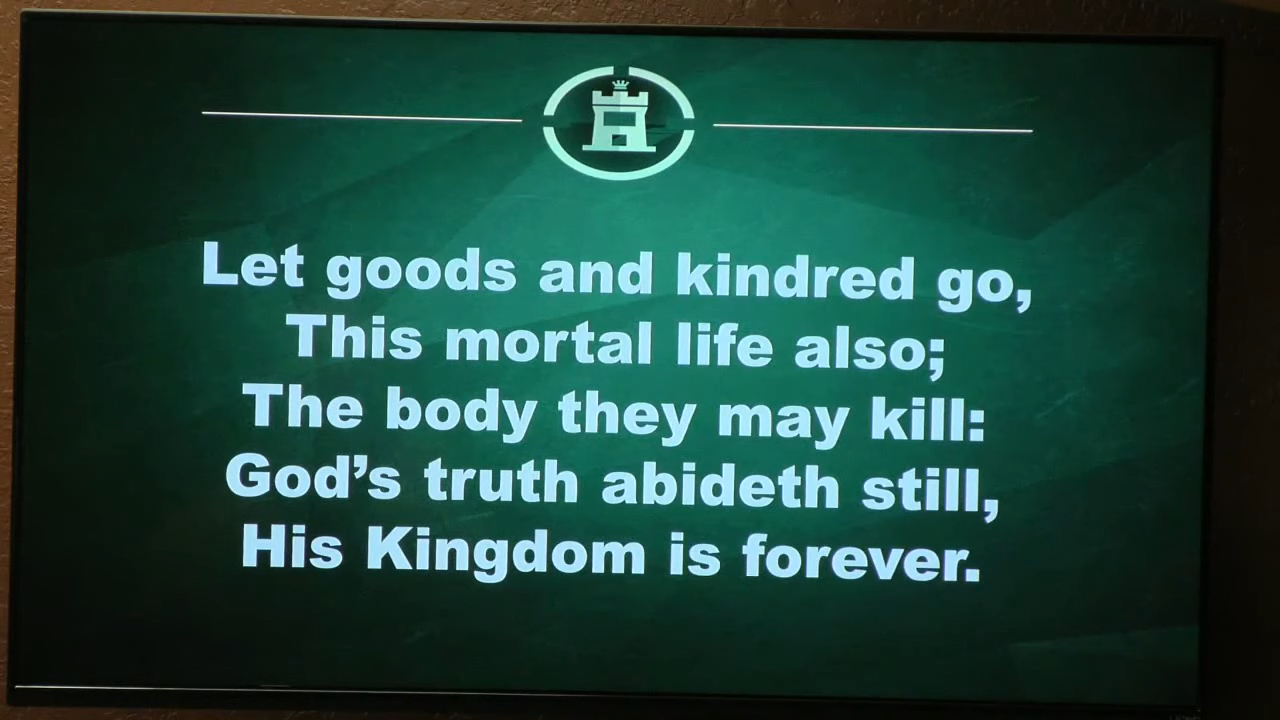 Let goods and kindred go,
This mortal life also;
The body they may kill:
God’s truth abideth still,
His Kingdom is forever.